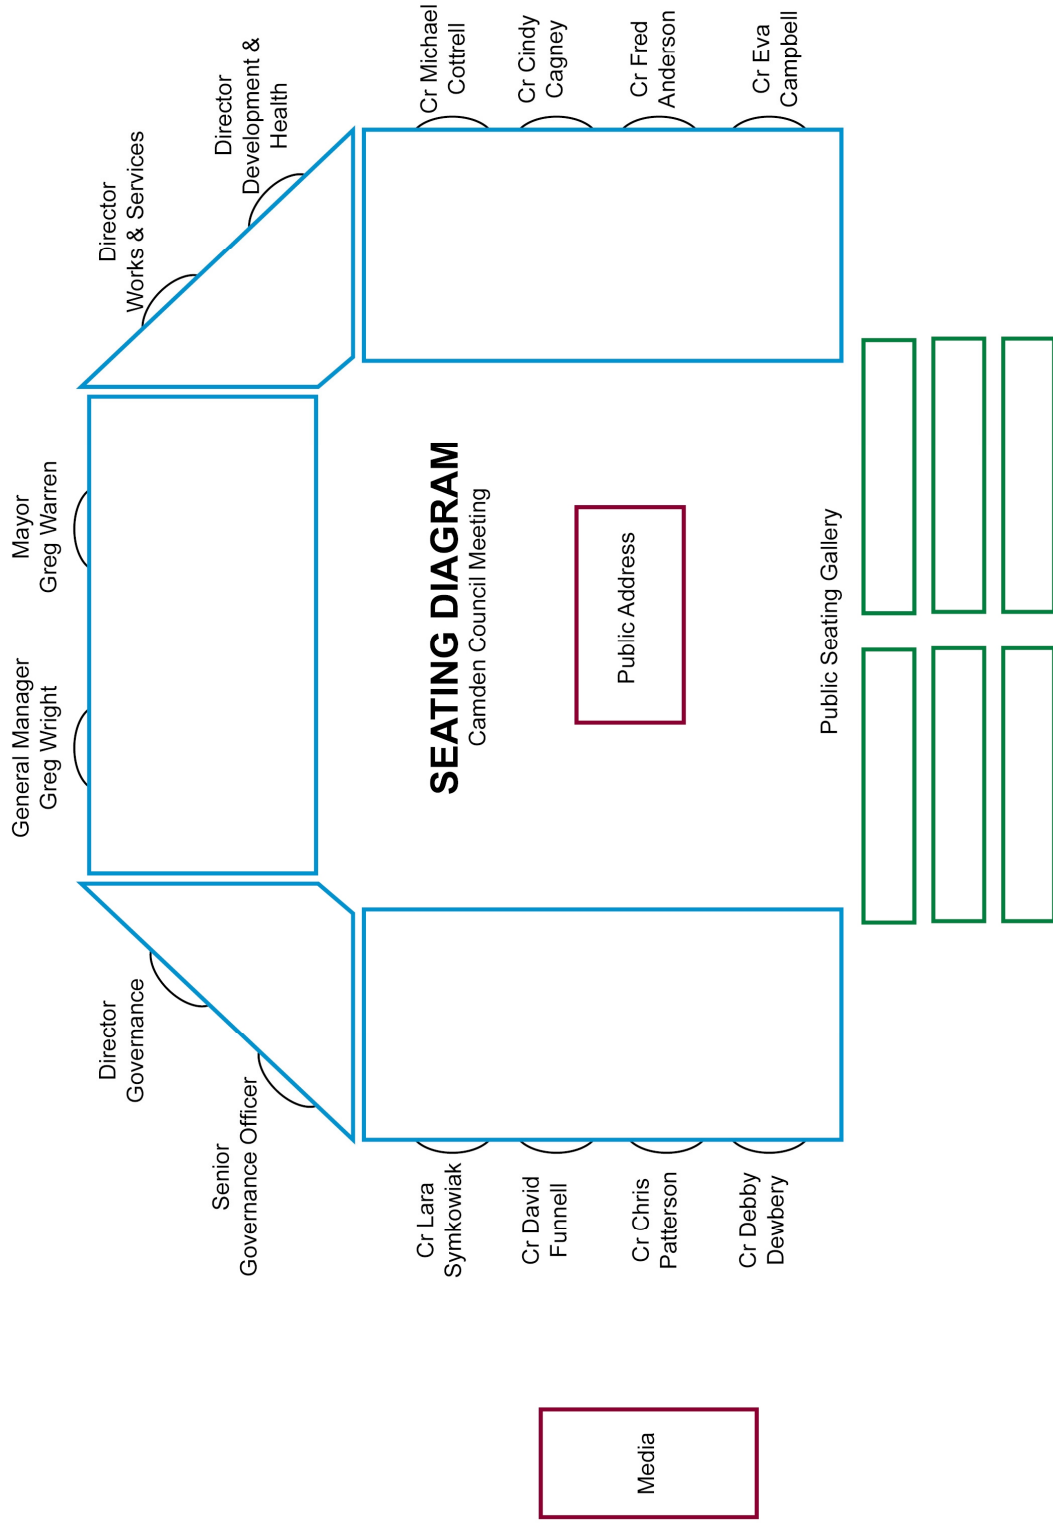 General Manager
Greg Wright
Mayor
Greg Warren
Director
Governance
Director
Works & Services
Senior
Governance Officer
Director
Development &
Health
Cr Lara
Symkowiak
SEATING DIAGRAM
Camden Council Meeting
Cr Michael
Cottrell
Cr David
Funnell
Cr Cindy
Cagney
Media
Cr Chris
Patterson
Public Address
Cr Fred
Anderson
Cr Debby
Dewbery
Cr Eva
Campbell
Public Seating Gallery